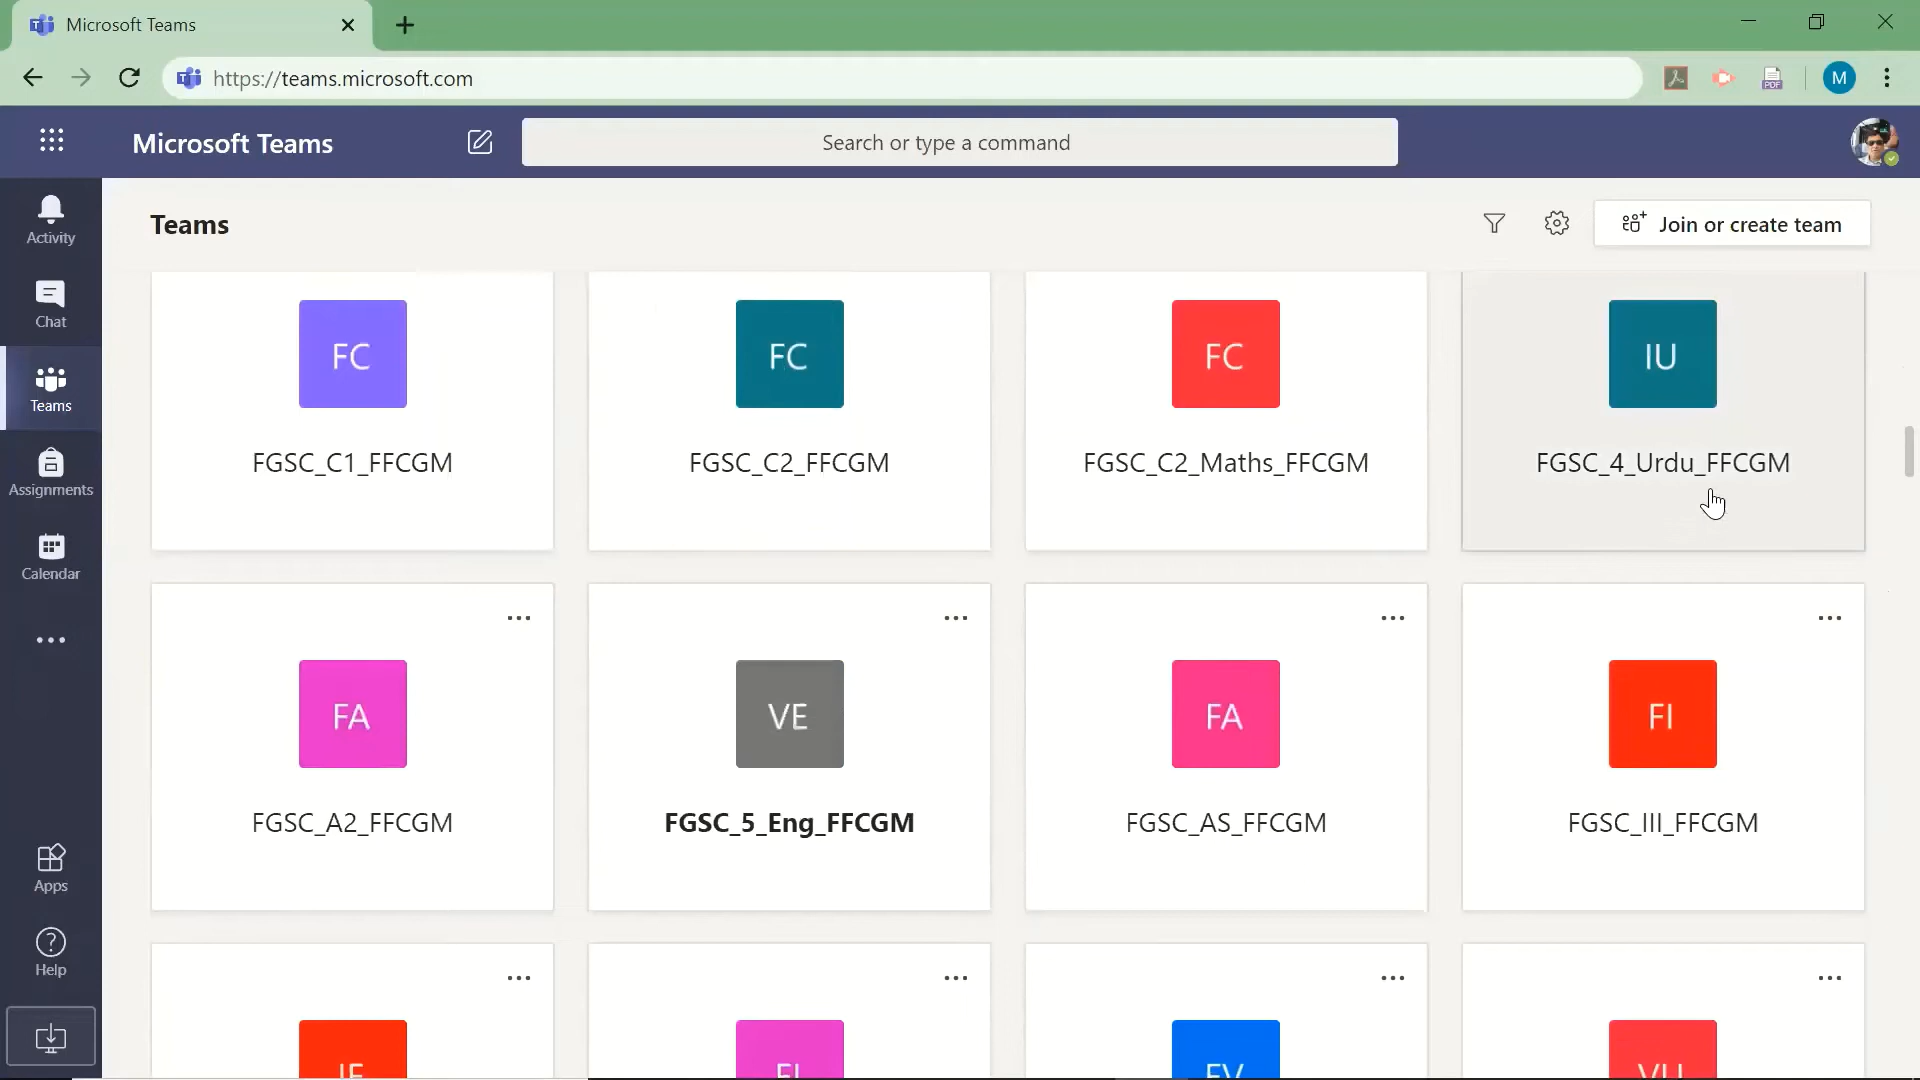 Microsoft Teams
https://teams.microsoft.com
M
Microsoft Teams
Search or type a command
Activity
Chat
Teams
Assignments
Calendar
Apps
Help
Teams
Join or create team
FC
FC
FC
IU
FGSC_C1_FFCGM
FGSC_C2_FFCGM
FGSC_C2_Maths_FFCGM
FGSC_4_Urdu_FFCGM
FA
VE
FA
FI
FGSC_A2_FFCGM
FGSC_5_Eng_FFCGM
FGSC_AS_FFCGM
FGSC_III_FFCGM